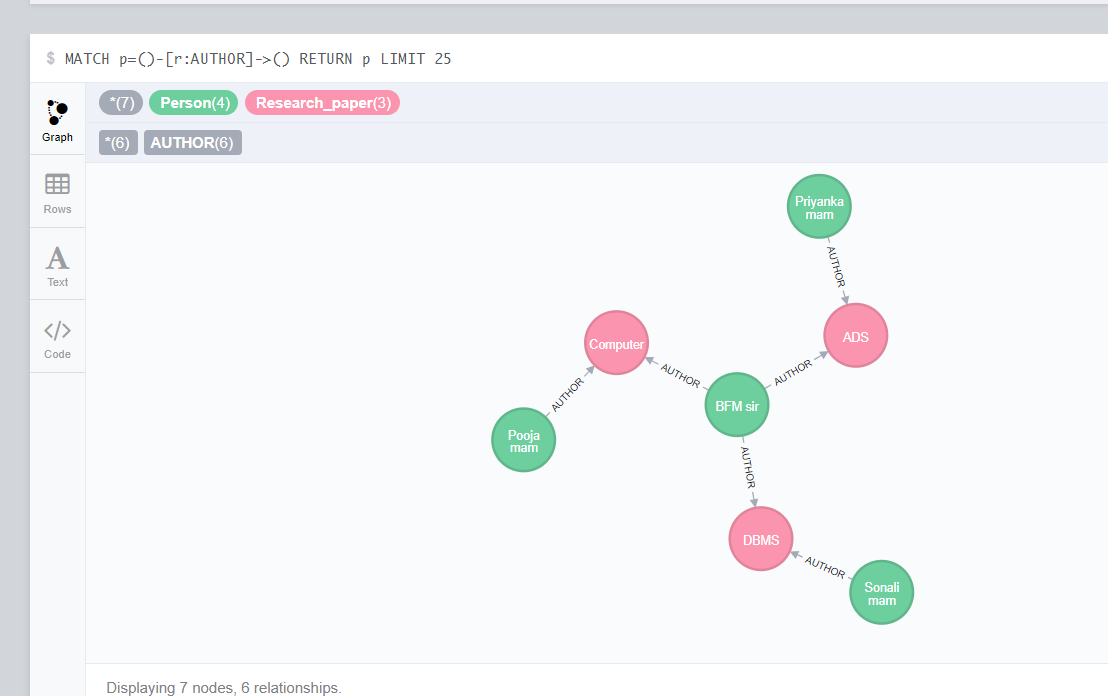 $ MATCH p=()-[r:AUTHOR]->() RETURN p LIMIT 25
*(7) Person(4) Research_paper(3)
*(6) AUTHOR(6)
Graph
Rows
Text
Code
Priyanka
mam
AUTHOR
ADS
Computer
AUTHOR
AUTHOR
AUTHOR
BFM sir
Pooja
mam
AUTHOR
DBMS
AUTHOR
Sonali
mam
Displaying 7 nodes, 6 relationships.